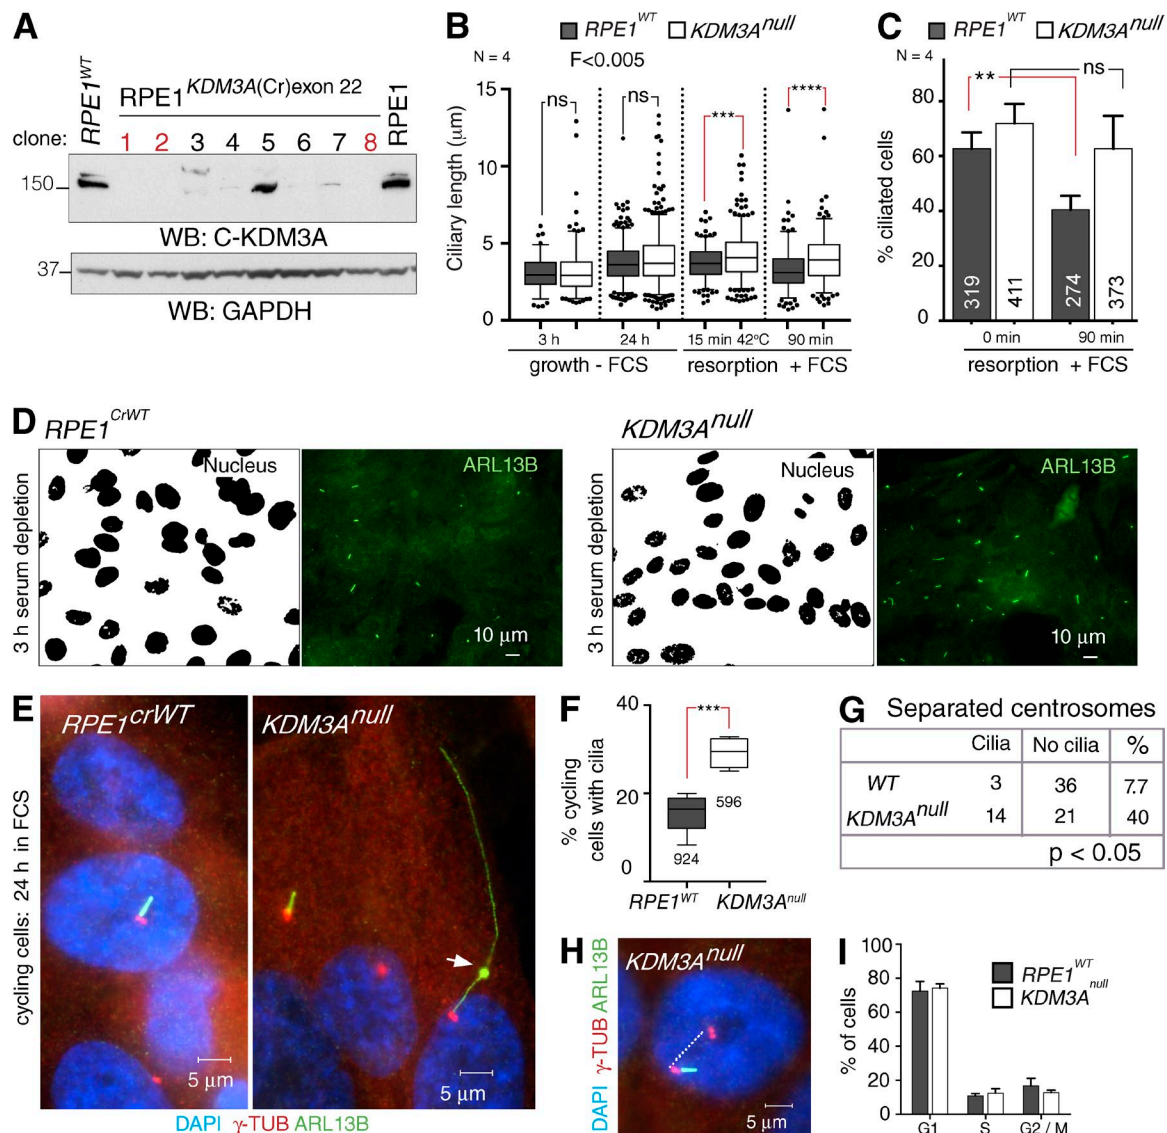 A
RPE1WT
RPE1KDM3A(Cr)exon 22
RPE1
clone: 1 2 3 4 5 6 7 8
150
WB: C-KDM3A
37
WB: GAPDH
B
RPE1WT KDM3Anull
N = 4
F<0.005
Ciliary length (μm)
15
10
5
0
ns
ns
***
****
3 h 24 h 15 min 42ºC 90 min
growth - FCS resorption + FCS
C
RPE1WT KDM3Anull
N = 4
% ciliated cells
80
60
40
20
0
** ns
319 411 274 373
0 min 90 min
resorption + FCS
D
RPE1CrWT
3 h serum depletion
Nucleus
ARL13B
10 μm
KDM3Anull
3 h serum depletion
Nucleus
ARL13B
10 μm
E
cycling cells: 24 h in FCS
RPE1crWT
KDM3Anull
5 μm
5 μm
DAPI γ-TUB ARL13B
F
% cycling
cells with cilia
40
20
0
***
924
596
RPE1WT KDM3Anull
G Separated centrosomes
Cilia No cilia %
WT 3 36 7.7
KDM3Anull 14 21 40
p < 0.05
H
DAPI γ-TUB ARL13B
KDM3Anull
5 μm
I
% of cells
100
80
60
40
20
0
RPE1WT
KDM3Anull
G1 S G2 / M